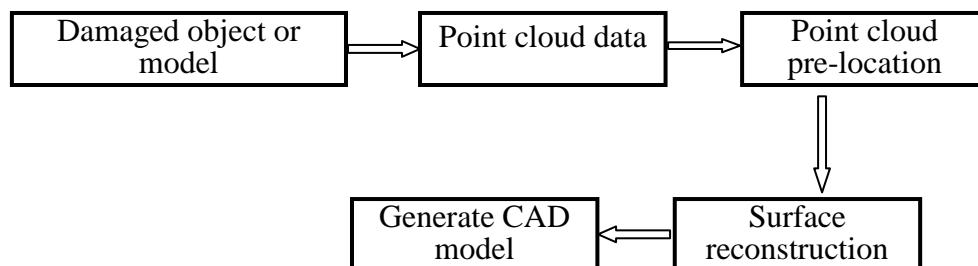 Damaged object or
model
Point cloud data
Point cloud
pre-location
Surface
reconstruction
Generate CAD
model